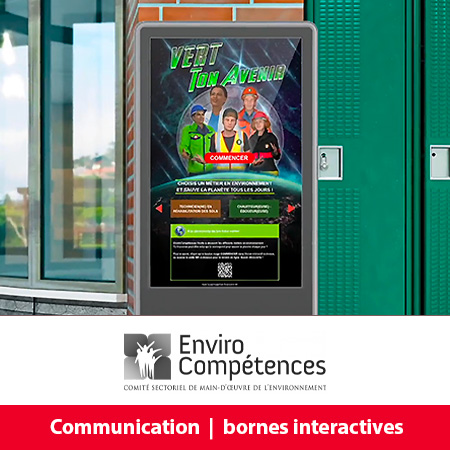 VERT
TON AVENIR
COMMENCER
CHOISIS UN MÉTIER EN ENVIRONNEMENT
ET SAUVE LA PLANÈTE TOUS LES JOURS !
TECHNICIEN(NE) EN
RÉHABILITATION DES SOLS
CHAUFFEUR(EUSE)-
ÉBOUEUR(EUSE)
Enviro
Compétences
COMITÉ SECTORIEL DE MAIN-D'ŒUVRE DE L'ENVIRONNEMENT
Communication | bornes interactives